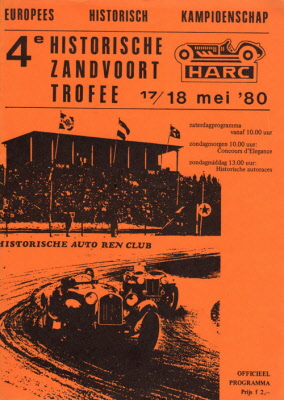 EUROPEES HISTORISCH KAMPIOENSCHAP
4e HISTORISCHE
ZANDVOORT
TROFEE 17/18 mei '80
HARC
zaterdagprogramma
vanaf 10.00 uur
zondagmorgen 10.00 uur:
Concours d'Elegance
zondagmiddag 13.00 uur:
Historische autoraces
HISTORISCHE AUTO REN CLUB
OFFICIEEL
PROGRAMMA
Prijs f 2,—